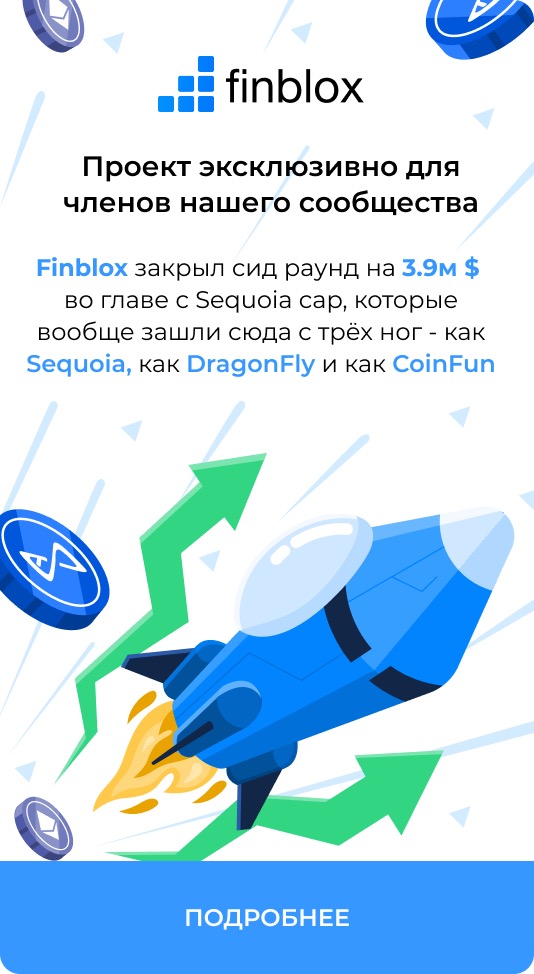 finblox
Проект эксклюзивно для
членов нашего сообщества
Finblox закрыл сид раунд на 3.9м $
во главе с Sequoia cap, которые
вообще зашли сюда с трёх ног - как
Sequoia, как DragonFly и как CoinFun
ПОДРОБНЕЕ